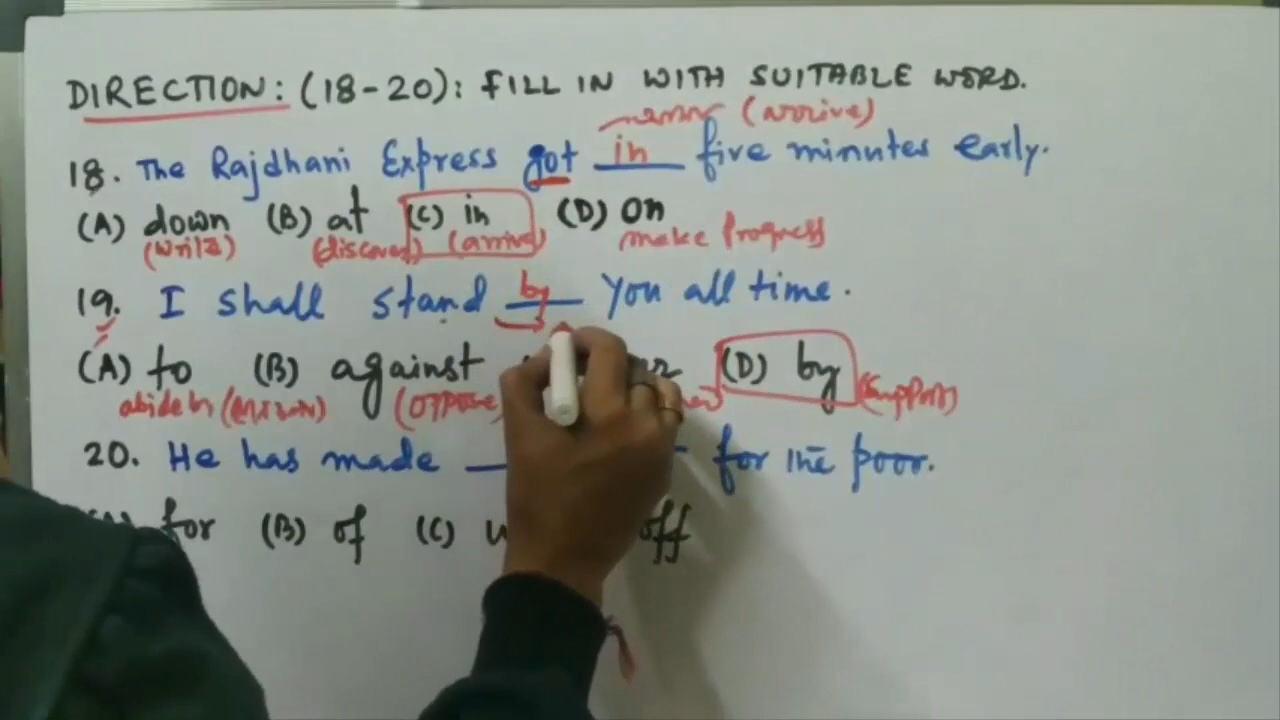 DIRECTION: (18-20): FILL IN WITH SUITABLE WORD.
(arrive)
18. The Rajdhani Express got in five minutes early.
(A) down (B) at (C) in (D) on
(write) (discover) (arrive) make Progress
19. I shall stand by You all time.
(A) to (B) against (D) by
abide by (oppose) (support)
20. He has made for the poor.
for (B) of (C) off